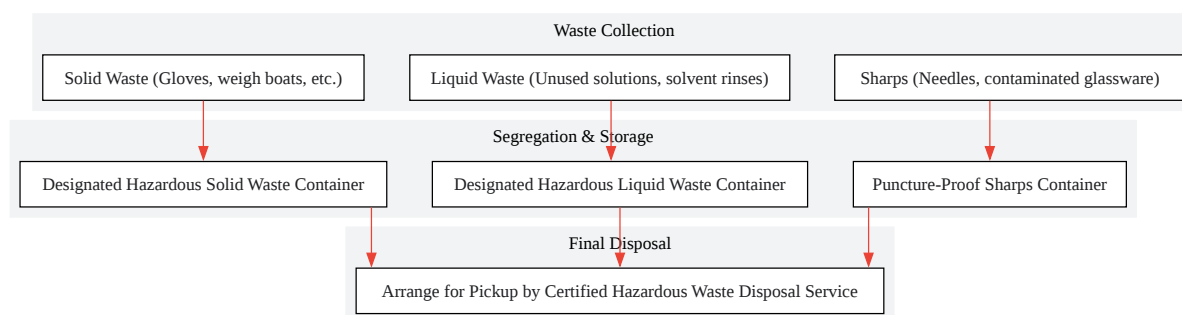 Waste Collection
Solid Waste (Gloves, weigh boats, etc.)
Liquid Waste (Unused solutions, solvent rinses)
Sharps (Needles, contaminated glassware)
Segregation & Storage
Designated Hazardous Solid Waste Container
Designated Hazardous Liquid Waste Container
Puncture-Proof Sharps Container
Final Disposal
Arrange for Pickup by Certified Hazardous Waste Disposal Service